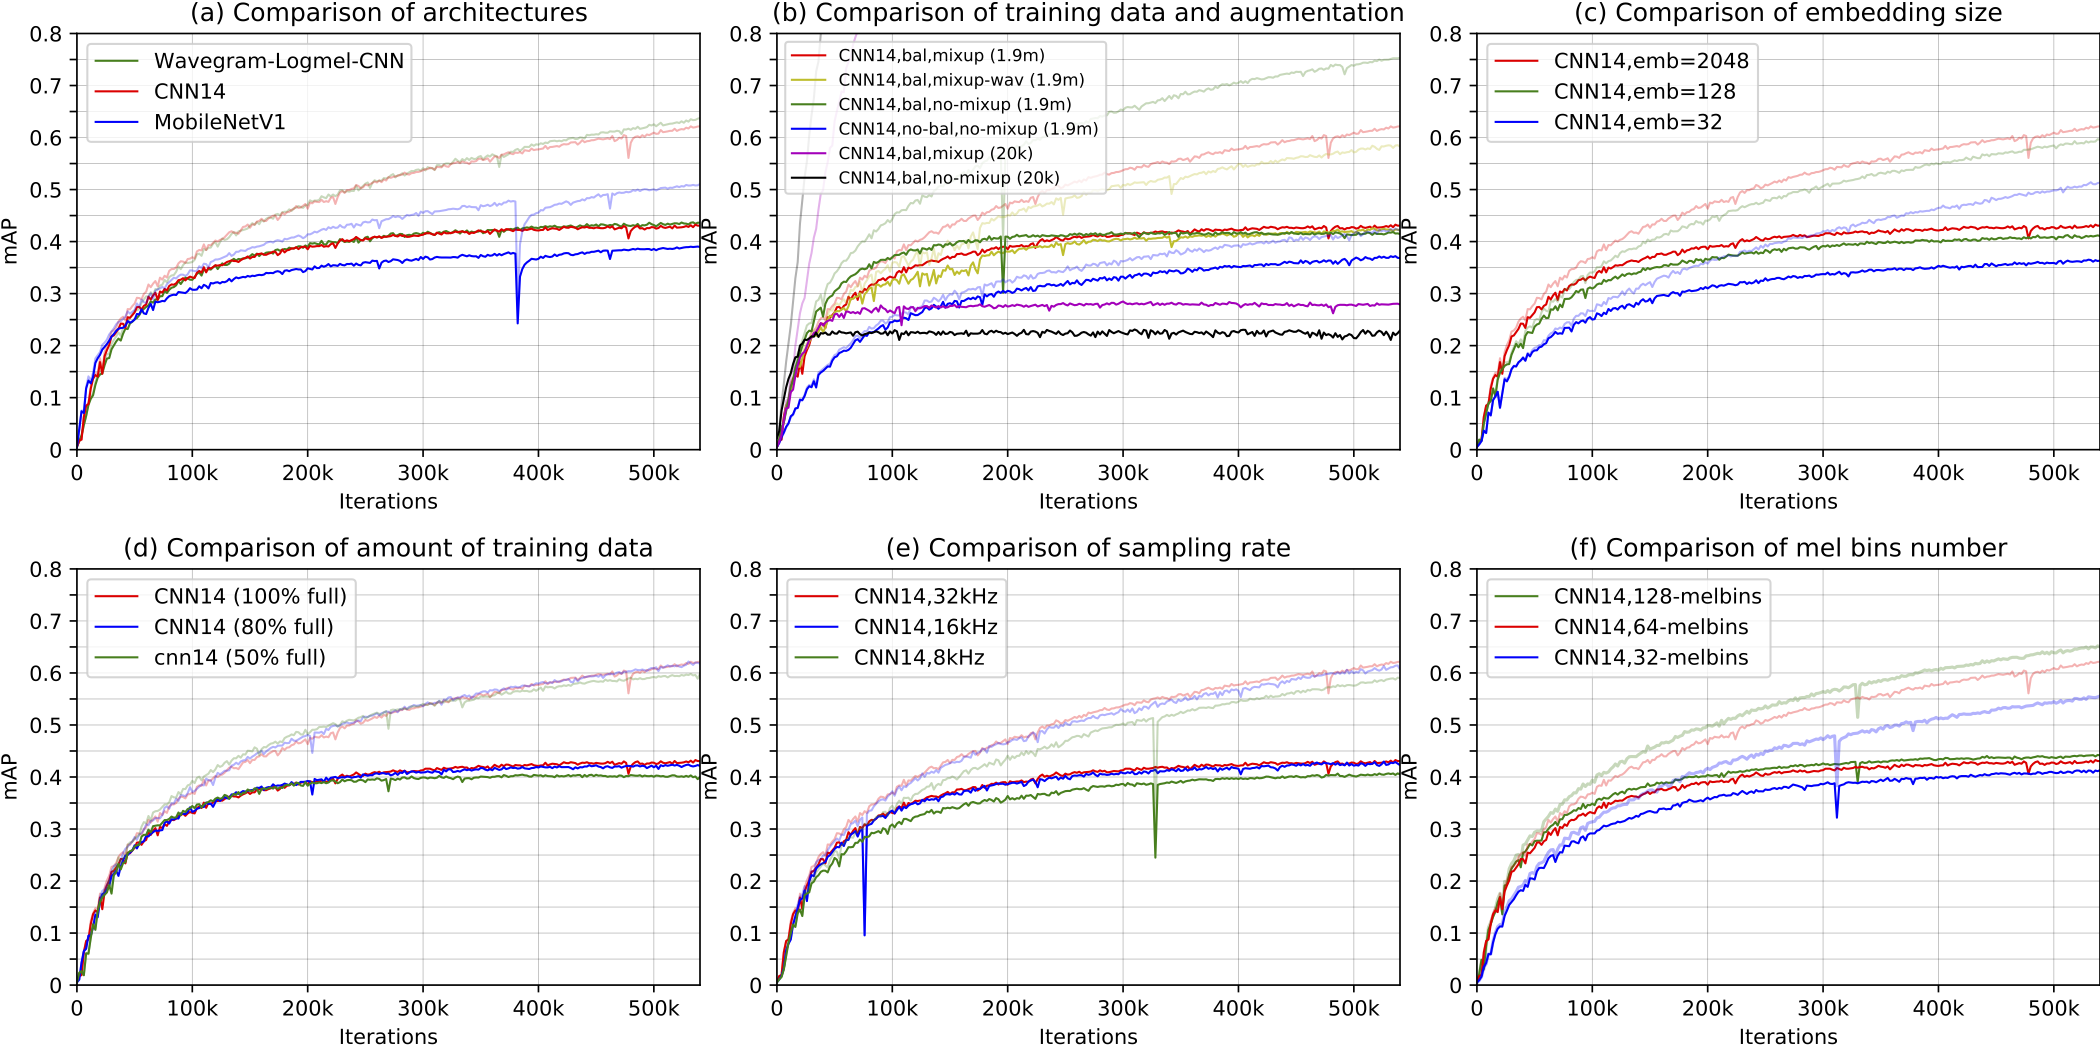 (a) Comparison of architectures
mAP
0.8
0.7
0.6
0.5
0.4
0.3
0.2
0.1
0
Wavegram-Logmel-CNN
CNN14
MobileNetV1
0 100k 200k 300k 400k 500k
Iterations
(b) Comparison of training data and augmentation
mAP
0.8
0.7
0.6
0.5
0.4
0.3
0.2
0.1
0
CNN14,bal,mixup (1.9m)
CNN14,bal,mixup-wav (1.9m)
CNN14,bal,no-mixup (1.9m)
CNN14,no-bal,no-mixup (1.9m)
CNN14,bal,mixup (20k)
CNN14,bal,no-mixup (20k)
0 100k 200k 300k 400k 500k
Iterations
(c) Comparison of embedding size
mAP
0.8
0.7
0.6
0.5
0.4
0.3
0.2
0.1
0
CNN14,emb=2048
CNN14,emb=128
CNN14,emb=32
0 100k 200k 300k 400k 500k
Iterations
(d) Comparison of amount of training data
mAP
0.8
0.7
0.6
0.5
0.4
0.3
0.2
0.1
0
CNN14 (100% full)
CNN14 (80% full)
cnn14 (50% full)
0 100k 200k 300k 400k 500k
Iterations
(e) Comparison of sampling rate
mAP
0.8
0.7
0.6
0.5
0.4
0.3
0.2
0.1
0
CNN14,32kHz
CNN14,16kHz
CNN14,8kHz
0 100k 200k 300k 400k 500k
Iterations
(f) Comparison of mel bins number
mAP
0.8
0.7
0.6
0.5
0.4
0.3
0.2
0.1
0
CNN14,128-melbins
CNN14,64-melbins
CNN14,32-melbins
0 100k 200k 300k 400k 500k
Iterations